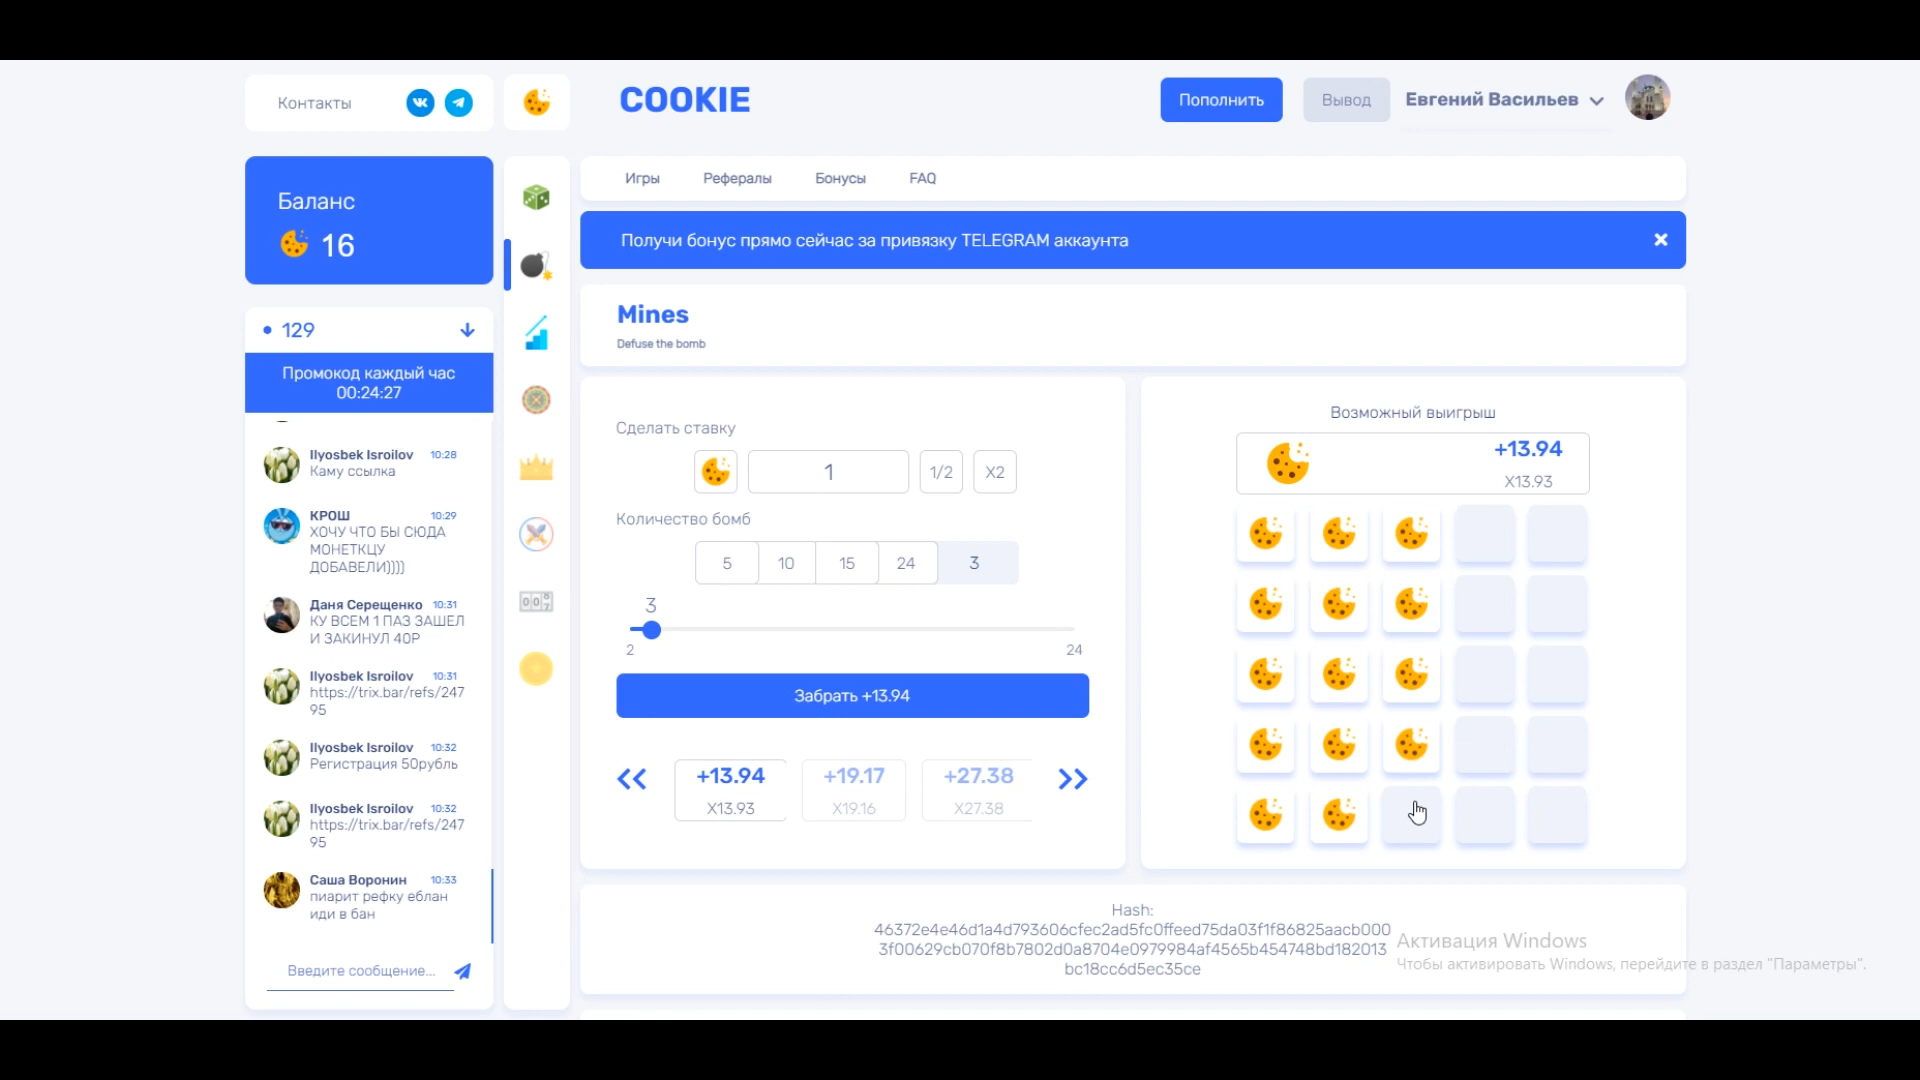 Контакты
COOKIE
Пополнить
Вывод
Евгений Васильев
Баланс
16
Игры
Рефералы
Бонусы
FAQ
Получи бонус прямо сейчас за привязку TELEGRAM аккаунта
129
Промокод каждый час
00:24:27
Ilyosbek Isroilov 10:28
Каму ссылка
КРОШ 10:29
ХОЧУ ЧТО БЫ СЮДА
МОНЕТКЦУ
ДОБАВЕЛИ))))
Даня Серещенко 10:31
КУ ВСЕМ 1 ПАЗ ЗАШЕЛ
И ЗАКИНУЛ 40Р
Ilyosbek Isroilov 10:31
https://trix.bar/refs/247
95
Ilyosbek Isroilov 10:32
Регистрация 50рубль
Ilyosbek Isroilov 10:32
https://trix.bar/refs/247
95
Саша Воронин 10:33
пиарит рефку еблан
иди в бан
Введите сообщение...
Mines
Defuse the bomb
Сделать ставку
1
1/2
X2
Количество бомб
5
10
15
24
3
3
2
24
Забрать +13.94
+13.94
X13.93
+19.17
X19.16
+27.38
X27.38
Возможный выигрыш
+13.94
X13.93
Hash:
46372e4e46d1a4d793606cfec2ad5fc0ffeed75da03f1f86825aacb000
3f00629cb070f8b7802d0a8704e0979984af4565b454748bd182013
bc18cc6d5ec35ce
Активация Windows
Чтобы активировать Windows, перейдите в раздел "Параметры".